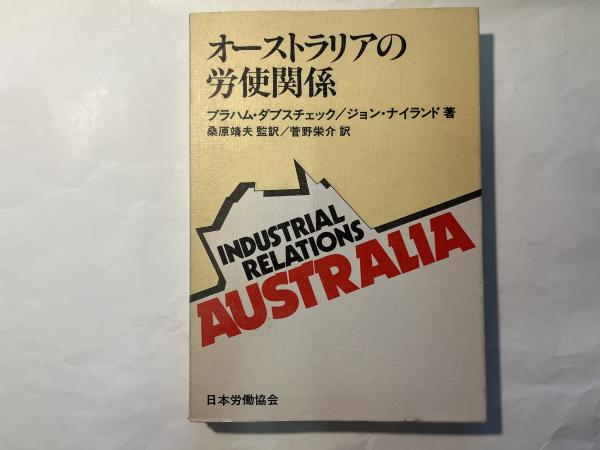 オーストラリアの
労使関係
ブラハム・ダブスチェック／ジョン・ナイランド 著
桑原靖夫 監訳／菅野栄介 訳
INDUSTRIAL
RELATIONS
AUSTRALIA
日本労働協会